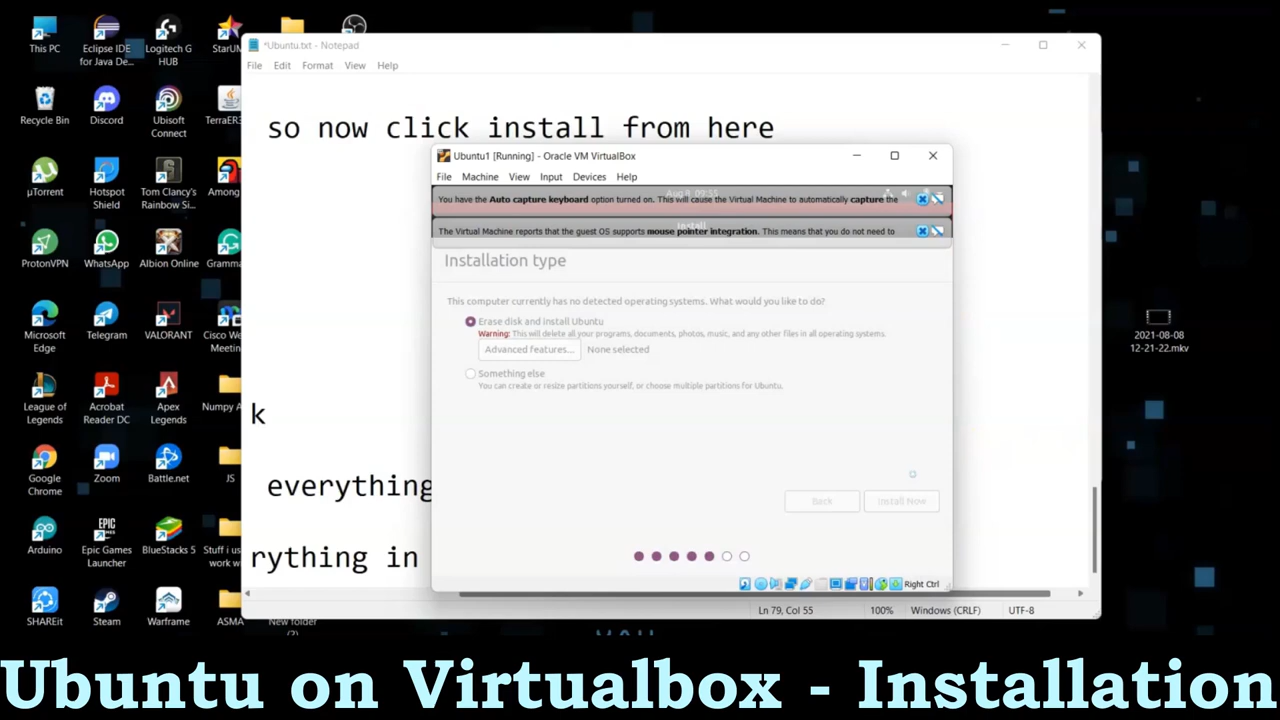 This PC
Eclipse IDE
for Java De...
Logitech G
HUB
StarU
Recycle Bin
Discord
Ubisoft
Connect
TerraER3
µTorrent
Hotspot
Shield
Tom Clancy's
Rainbow Si...
Among
ProtonVPN
WhatsApp
Albion Online
Gramma
Microsoft
Edge
Telegram
VALORANT
Cisco We
Meetin
League of
Legends
Acrobat
Reader DC
Apex
Legends
Numpy A
Google
Chrome
Zoom
Battle.net
JS
Arduino
Epic Games
Launcher
BlueStacks 5
Stuff i us
work w
SHAREit
Steam
Warframe
ASMA
New folder
(2)
2021-08-08
12-21-22.mkv
*Ubuntu.txt - Notepad
File Edit Format View Help
so now click install from here
k
everything
rything in
Ln 79, Col 55 100% Windows (CRLF) UTF-8
Ubuntu1 [Running] - Oracle VM VirtualBox
File Machine View Input Devices Help
Aug 8 09:55
You have the Auto capture keyboard option turned on. This will cause the Virtual Machine to automatically capture the
Install
The Virtual Machine reports that the guest OS supports mouse pointer integration. This means that you do not need to
Installation type
This computer currently has no detected operating systems. What would you like to do?
Erase disk and install Ubuntu
Warning: This will delete all your programs, documents, photos, music, and any other files in all operating systems.
Advanced features... None selected
Something else
You can create or resize partitions yourself, or choose multiple partitions for Ubuntu.
Back Install Now
Right Ctrl
Ubuntu on Virtualbox - Installation